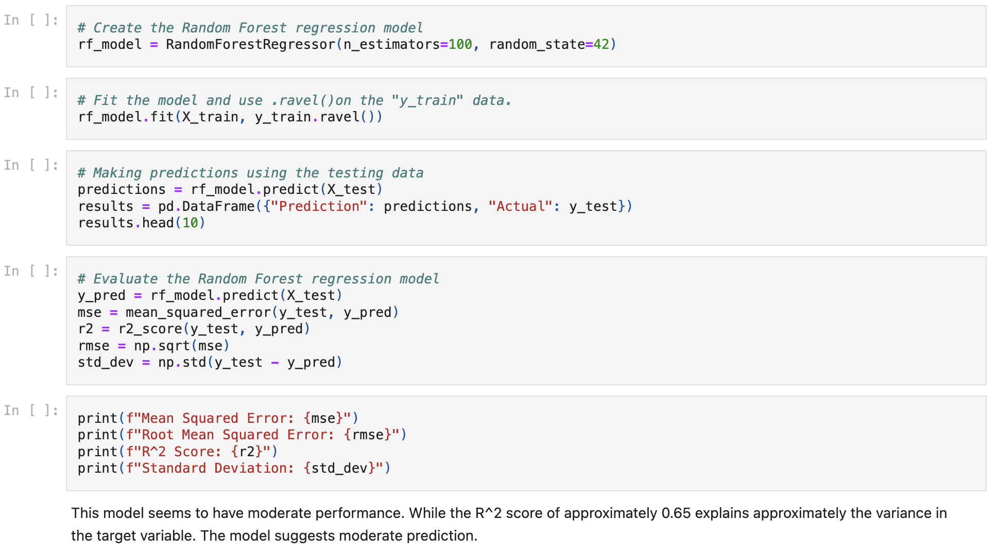 In [ ]:
# Create the Random Forest regression model
rf_model = RandomForestRegressor(n_estimators=100, random_state=42)
In [ ]:
# Fit the model and use .ravel()on the "y_train" data.
rf_model.fit(X_train, y_train.ravel())
In [ ]:
# Making predictions using the testing data
predictions = rf_model.predict(X_test)
results = pd.DataFrame({"Prediction": predictions, "Actual": y_test})
results.head(10)
In [ ]:
# Evaluate the Random Forest regression model
y_pred = rf_model.predict(X_test)
mse = mean_squared_error(y_test, y_pred)
r2 = r2_score(y_test, y_pred)
rmse = np.sqrt(mse)
std_dev = np.std(y_test - y_pred)
In [ ]:
print(f"Mean Squared Error: {mse}")
print(f"Root Mean Squared Error: {rmse}")
print(f"R^2 Score: {r2}")
print(f"Standard Deviation: {std_dev}")
This model seems to have moderate performance. While the R^2 score of approximately 0.65 explains approximately the variance in
the target variable. The model suggests moderate prediction.